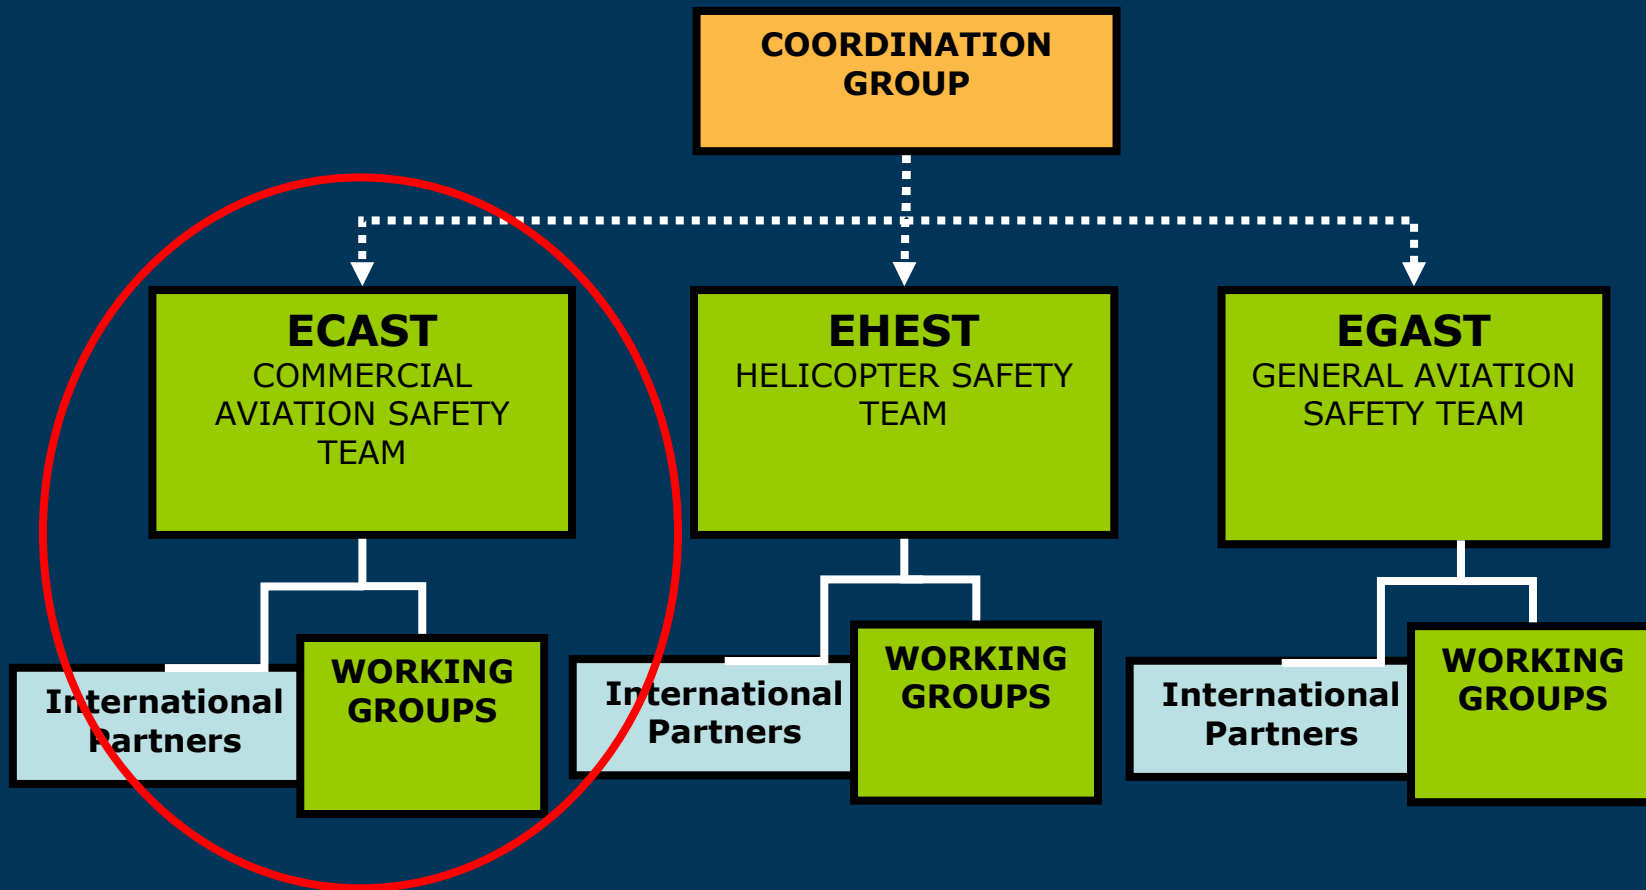 COORDINATION
GROUP
ECAST
COMMERCIAL
AVIATION SAFETY
TEAM
EHEST
HELICOPTER SAFETY
TEAM
EGAST
GENERAL AVIATION
SAFETY TEAM
International
Partners
WORKING
GROUPS
International
Partners
WORKING
GROUPS
International
Partners
WORKING
GROUPS